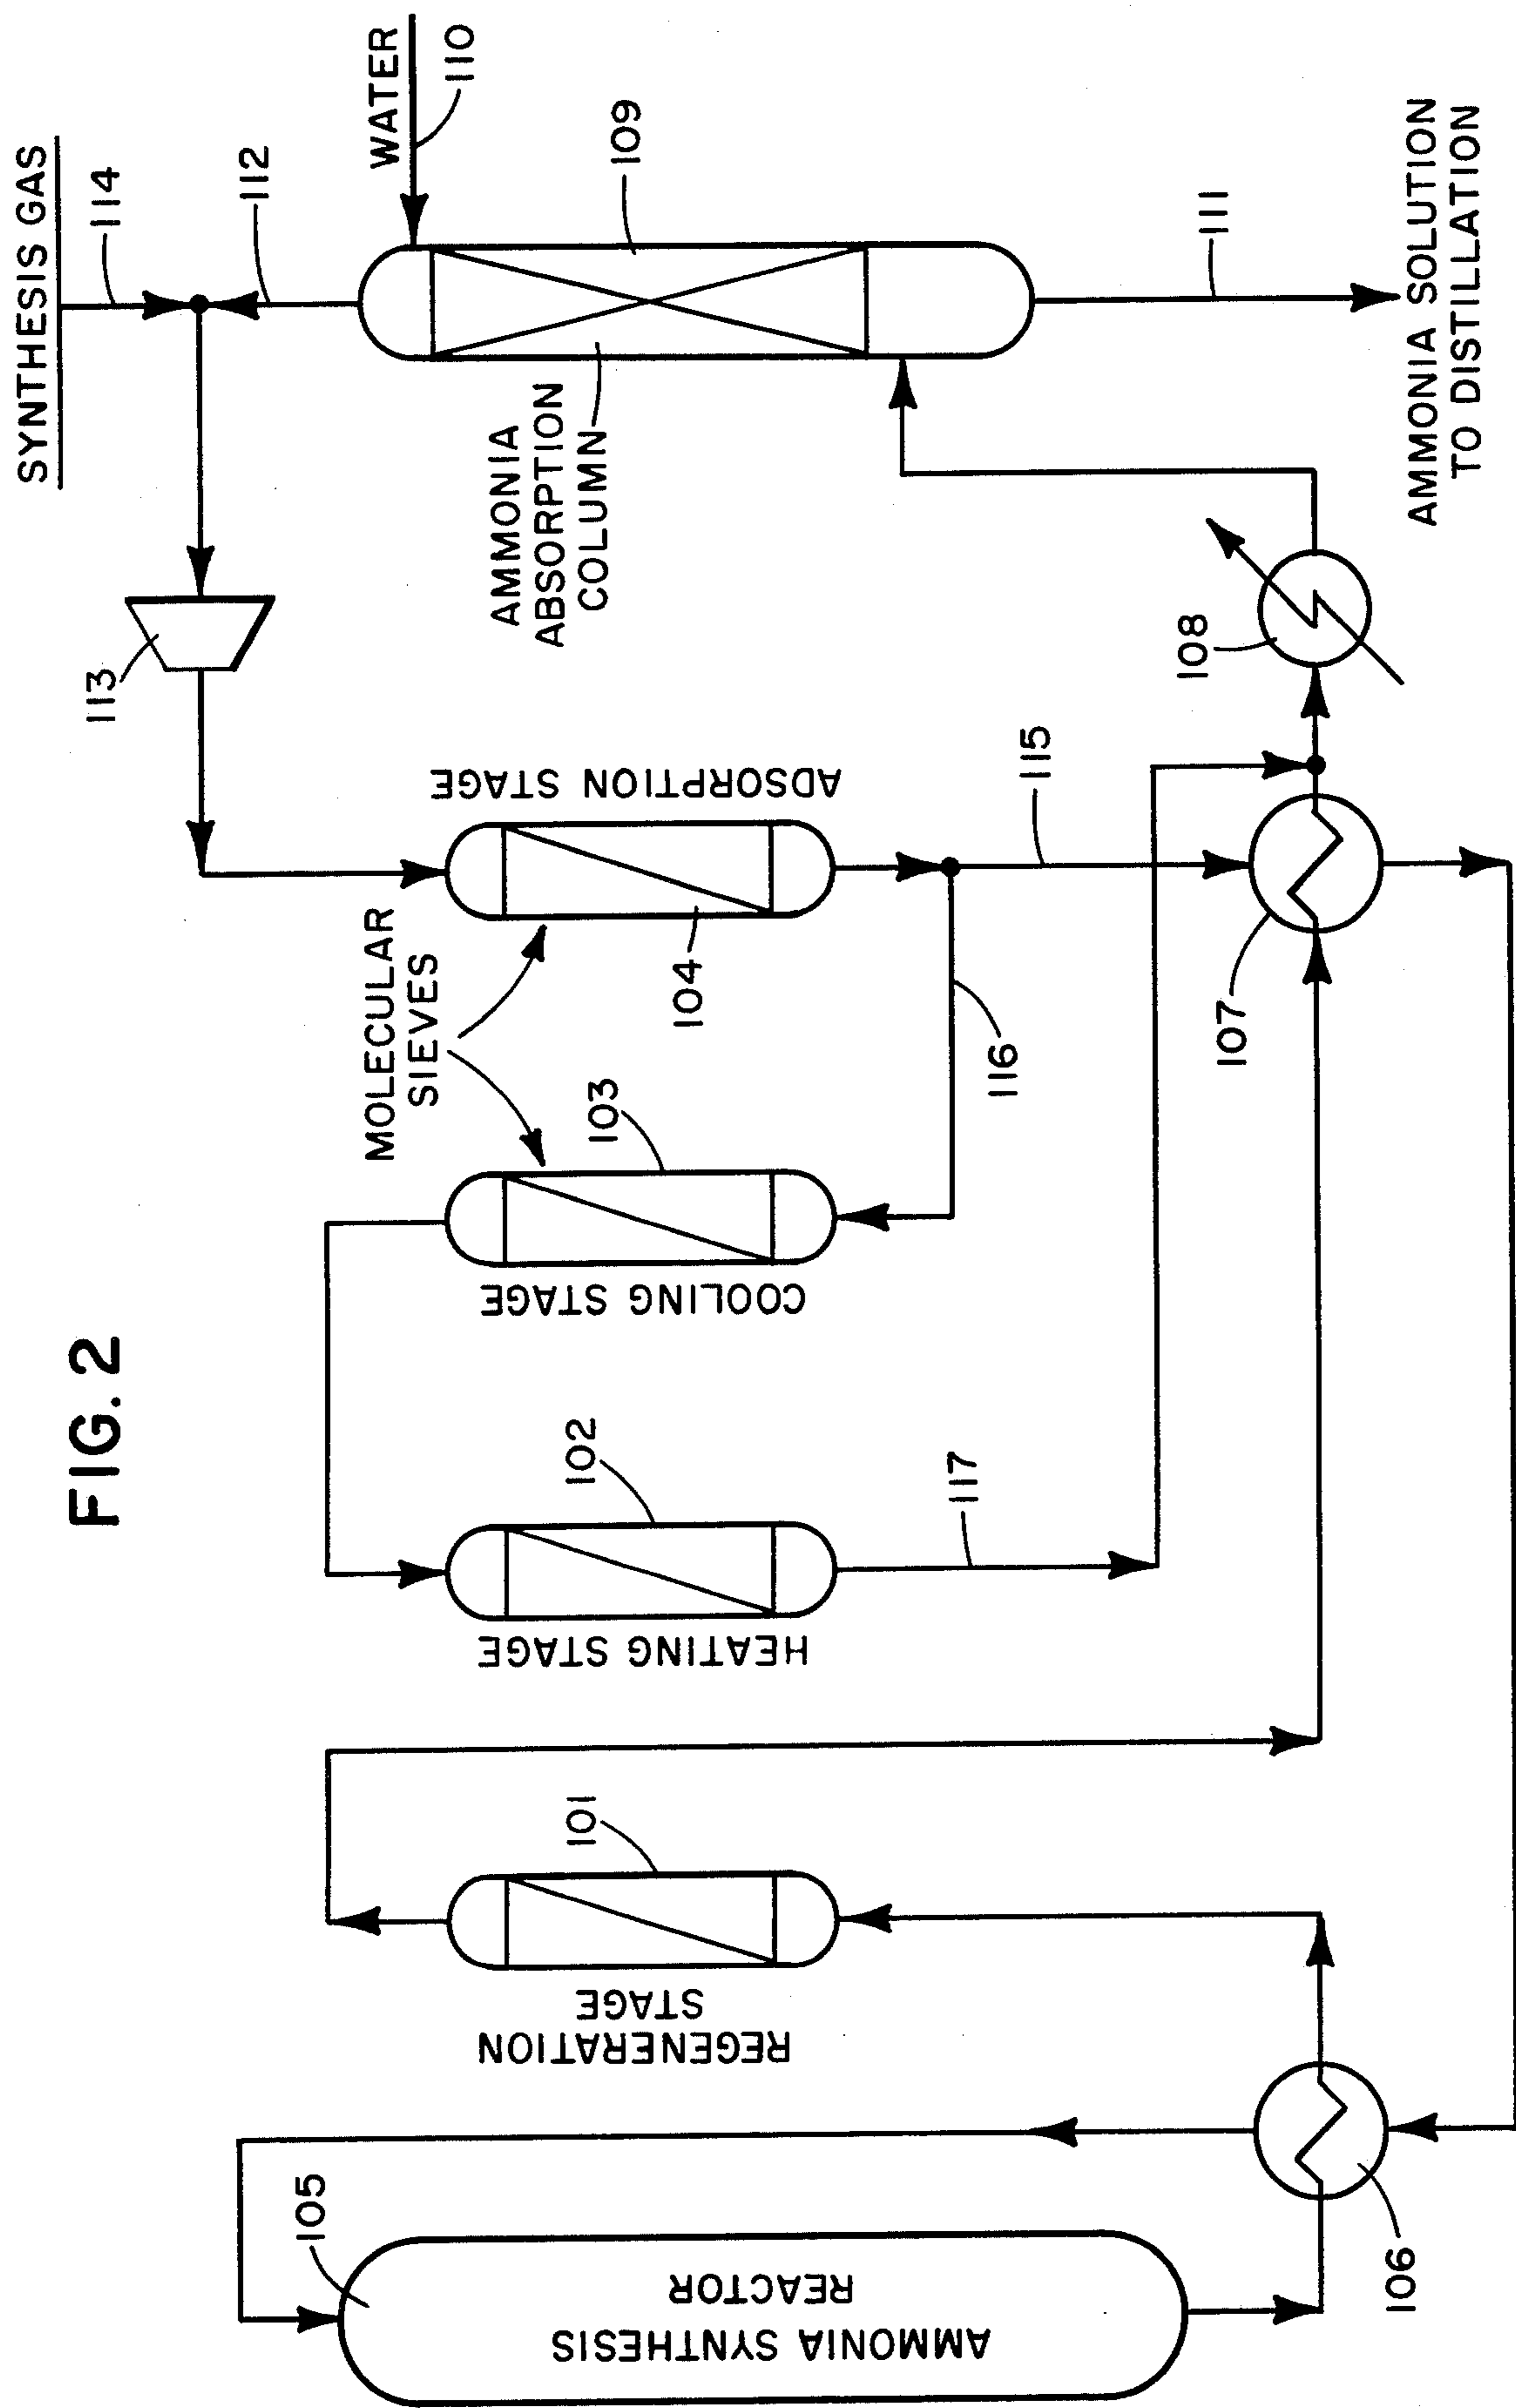 FIG. 2
SYNTHESIS GAS
114
112
WATER
110
109
AMMONIA
ABSORPTION
COLUMN
111
AMMONIA SOLUTION
TO DISTILLATION
113
108
ADSORPTION STAGE
115
MOLECULAR
SIEVES
104
103
116
107
COOLING STAGE
102
117
HEATING STAGE
101
REGENERATION
STAGE
105
AMMONIA SYNTHESIS
REACTOR
106